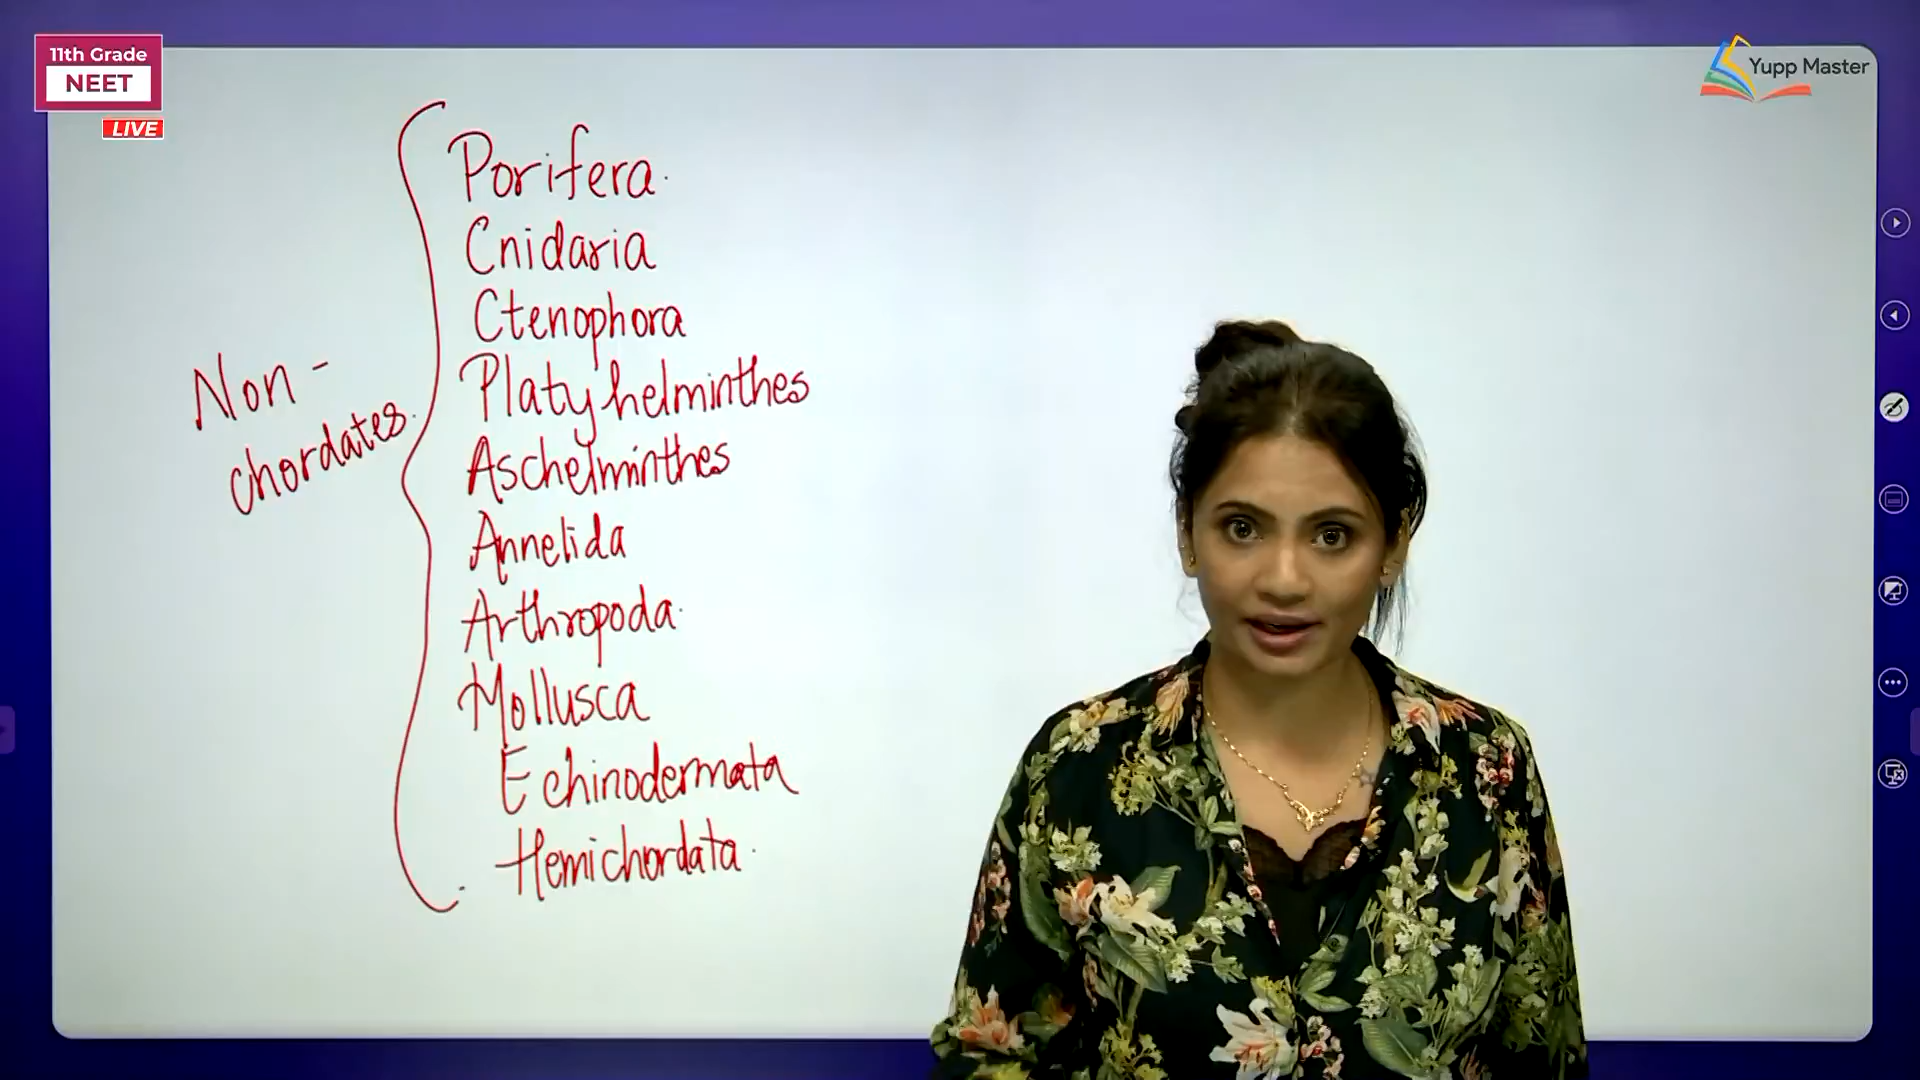 11th Grade
NEET
LIVE
Yupp Master
Porifera.
Cnidaria
Ctenophora
Platyhelminthes
Aschelminthes
Annelida
Arthropoda.
Mollusca
Echinodermata
Hemichordata.
Non-
chordates.